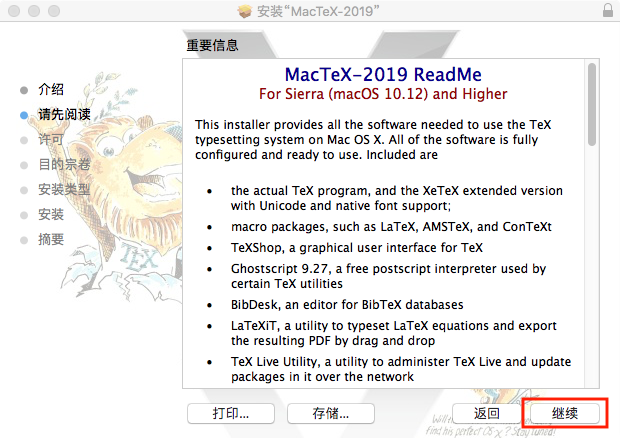 安装“MacTeX-2019”
重要信息
介绍
请先阅读
许可
目的宗卷
安装类型
安装
摘要
MacTeX-2019 ReadMe
For Sierra (macOS 10.12) and Higher
This installer provides all the software needed to use the TeX
typesetting system on Mac OS X. All of the software is fully
configured and ready to use. Included are
• the actual TeX program, and the XeTeX extended version
with Unicode and native font support;
• macro packages, such as LaTeX, AMSTeX, and ConTeXt
• TeXShop, a graphical user interface for TeX
• Ghostscript 9.27, a free postscript interpreter used by
certain TeX utilities
• BibDesk, an editor for BibTeX databases
• LaTeXiT, a utility to typeset LaTeX equations and export
the resulting PDF by drag and drop
• TeX Live Utility, a utility to administer TeX Live and update
packages in it over the network
TEX
打印...
存储...
返回
继续
find his perfect OS-X? Stay tuned!